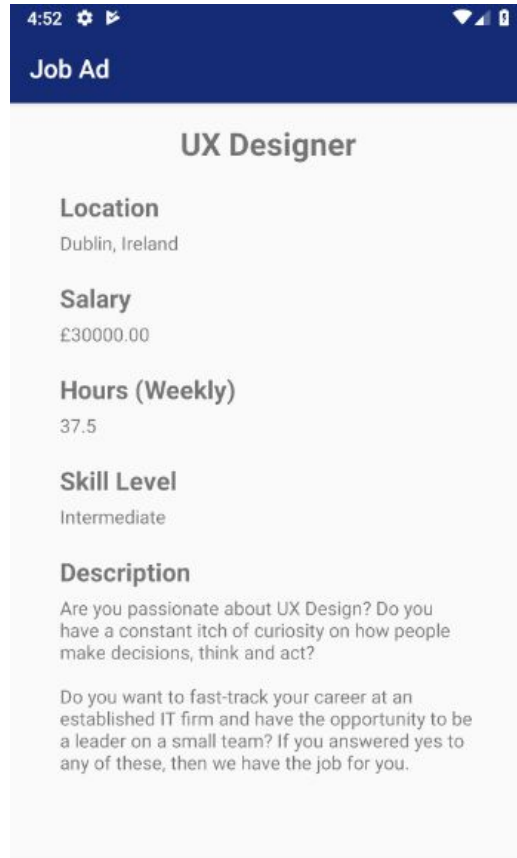 4:52
Job Ad
UX Designer
Location
Dublin, Ireland
Salary
£30000.00
Hours (Weekly)
37.5
Skill Level
Intermediate
Description
Are you passionate about UX Design? Do you
have a constant itch of curiosity on how people
make decisions, think and act?
Do you want to fast-track your career at an
established IT firm and have the opportunity to be
a leader on a small team? If you answered yes to
any of these, then we have the job for you.